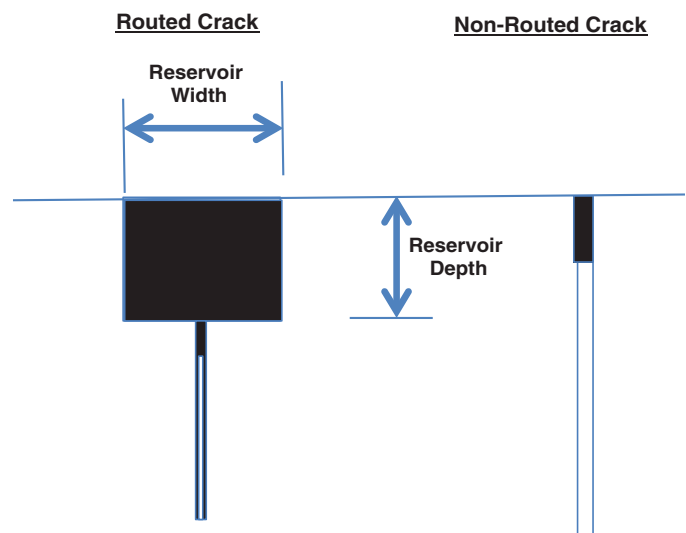 Routed Crack
Non-Routed Crack
Reservoir
Width
Reservoir
Depth